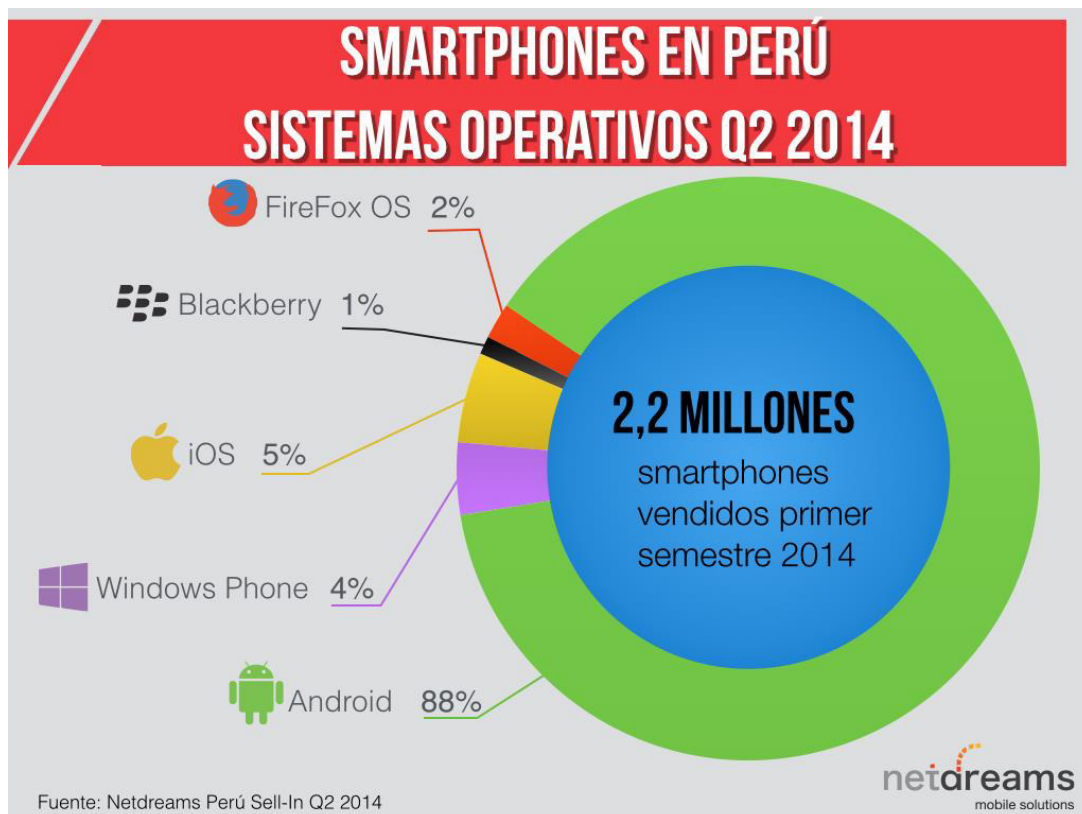 SMARTPHONES EN PERÚ
SISTEMAS OPERATIVOS Q2 2014
FireFox OS 2%
Blackberry 1%
iOS 5%
Windows Phone 4%
Android 88%
2,2 MILLONES
smartphones
vendidos primer
semestre 2014
netdreams
mobile solutions
Fuente: Netdreams Perú Sell-In Q2 2014